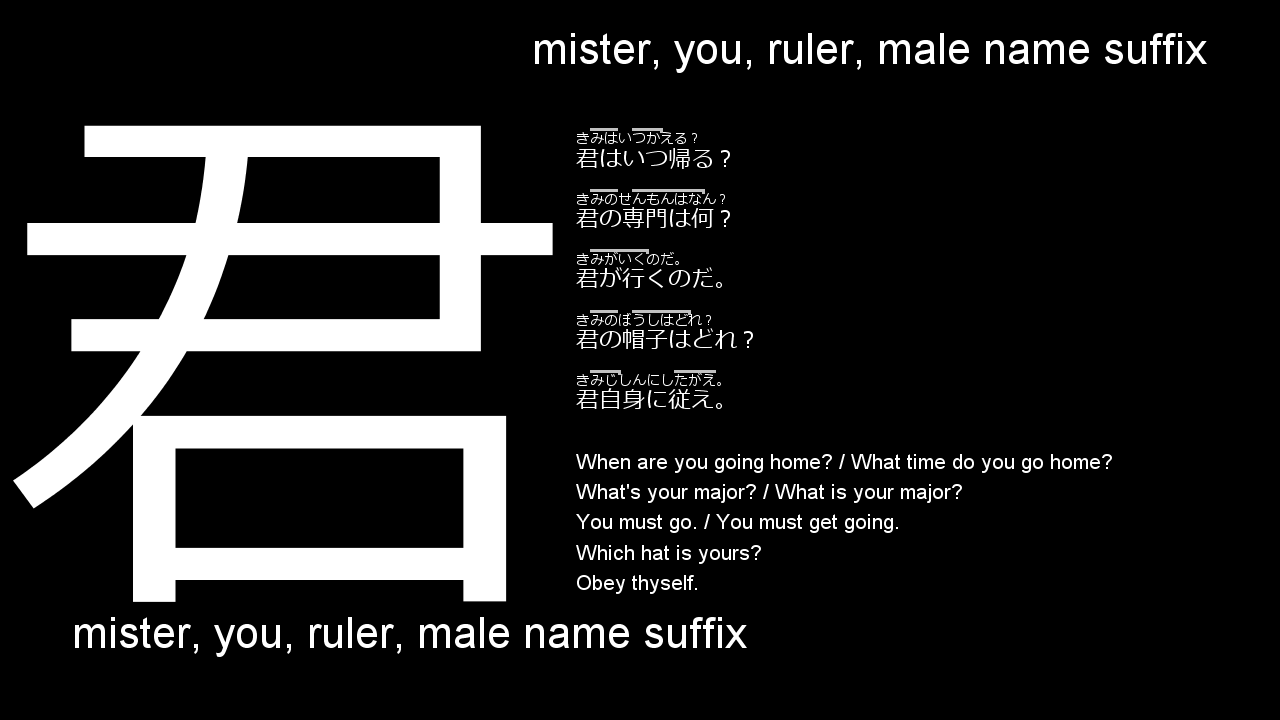 mister, you, ruler, male name suffix
君
きみはいつかえる？
君はいつ帰る？
きみのせんもんはなん？
君の専門は何？
きみがいくのだ。
君が行くのだ。
きみのぼうしはどれ？
君の帽子はどれ？
きみじしんにしたがえ。
君自身に従え。
When are you going home? / What time do you go home?
What's your major? / What is your major?
You must go. / You must get going.
Which hat is yours?
Obey thyself.
mister, you, ruler, male name suffix